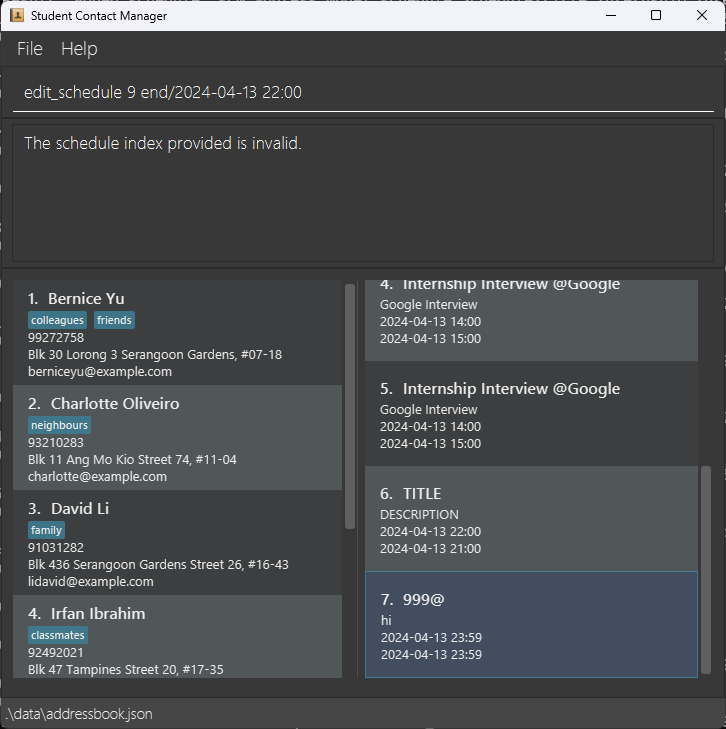 Student Contact Manager
File Help
edit_schedule 9 end/2024-04-13 22:00
The schedule index provided is invalid.
1. Bernice Yu
colleagues friends
99272758
Blk 30 Lorong 3 Serangoon Gardens, #07-18
berniceyu@example.com
2. Charlotte Oliveiro
neighbours
93210283
Blk 11 Ang Mo Kio Street 74, #11-04
charlotte@example.com
3. David Li
family
91031282
Blk 436 Serangoon Gardens Street 26, #16-43
lidavid@example.com
4. Irfan Ibrahim
classmates
92492021
Blk 47 Tampines Street 20, #17-35
4. Internship Interview @Google
Google Interview
2024-04-13 14:00
2024-04-13 15:00
5. Internship Interview @Google
Google Interview
2024-04-13 14:00
2024-04-13 15:00
6. TITLE
DESCRIPTION
2024-04-13 22:00
2024-04-13 21:00
7. 999@
hi
2024-04-13 23:59
2024-04-13 23:59
.\data\addressbook.json